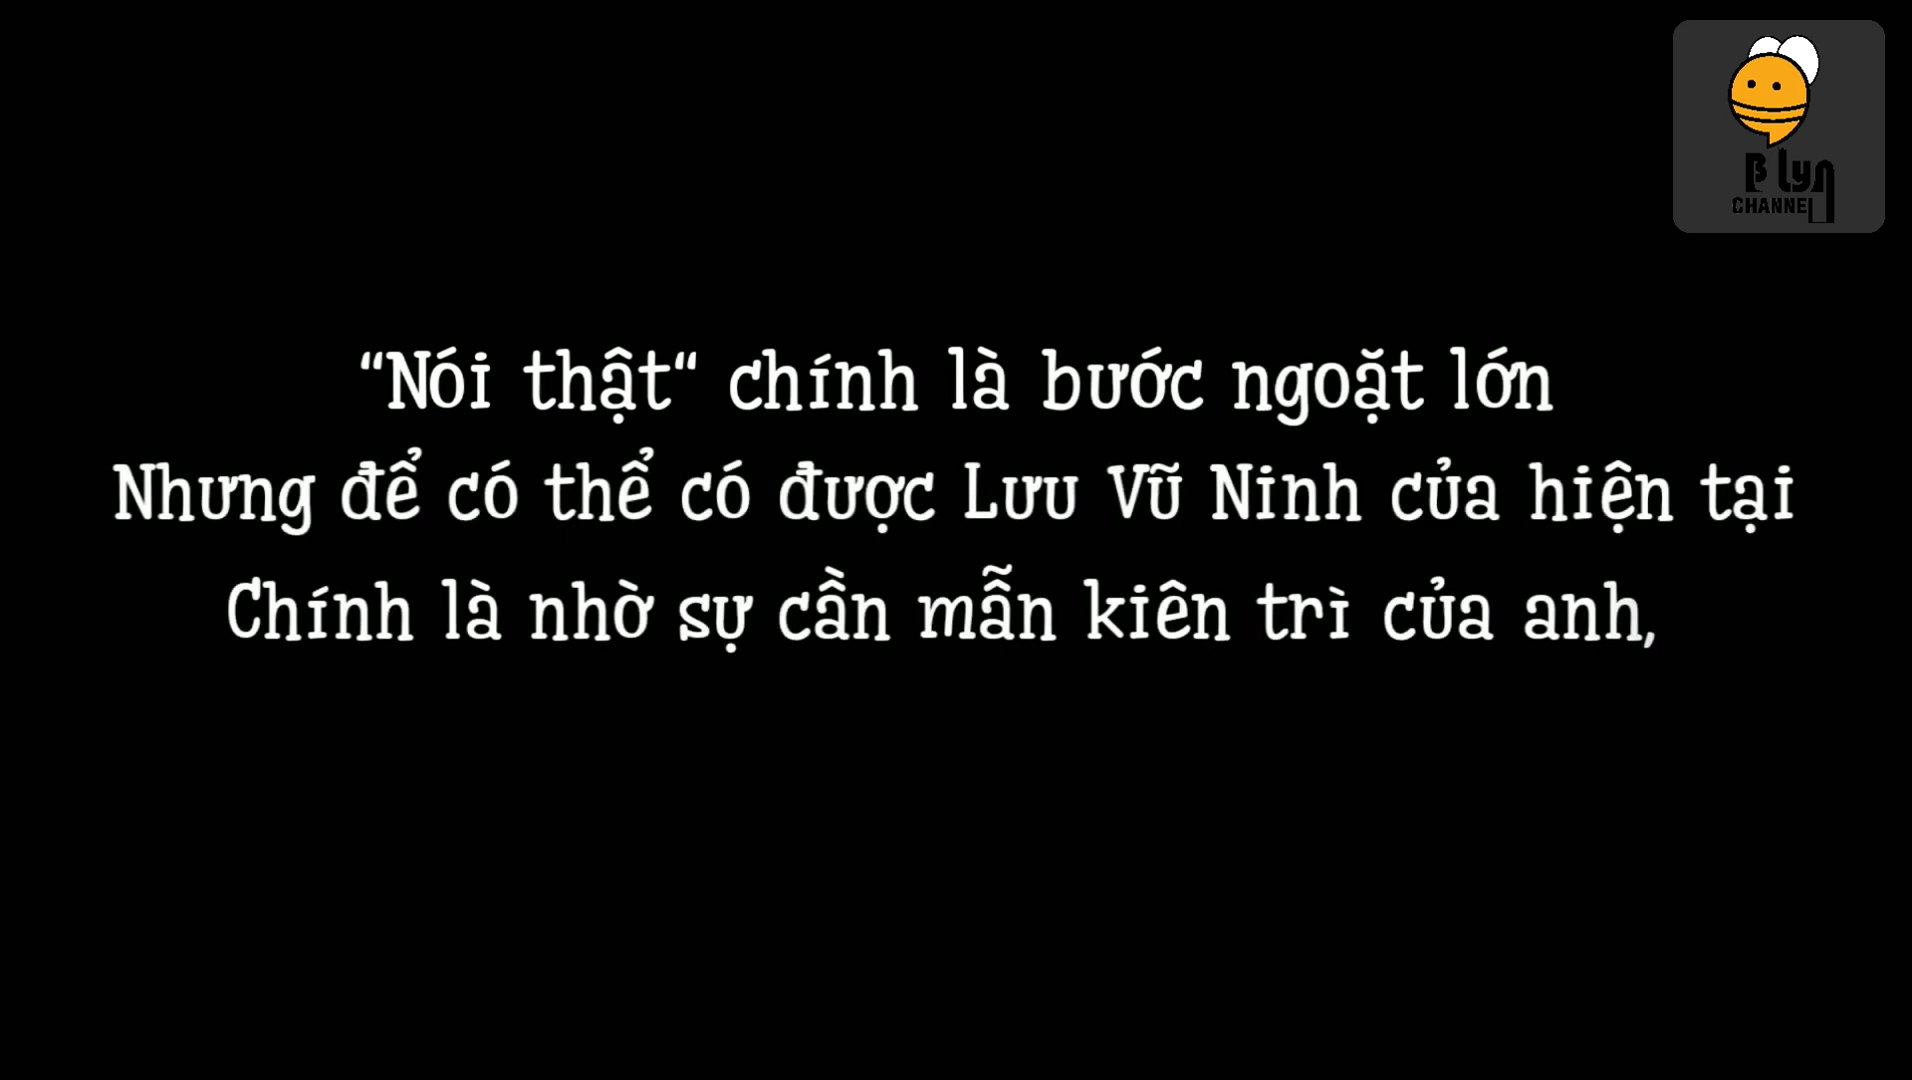 B Lyn
CHANNEL
“Nói thật“ chính là bước ngoặt lớn
Nhưng để có thể có được Lưu Vũ Ninh của hiện tại
Chính là nhờ sự cần mẫn kiên trì của anh,